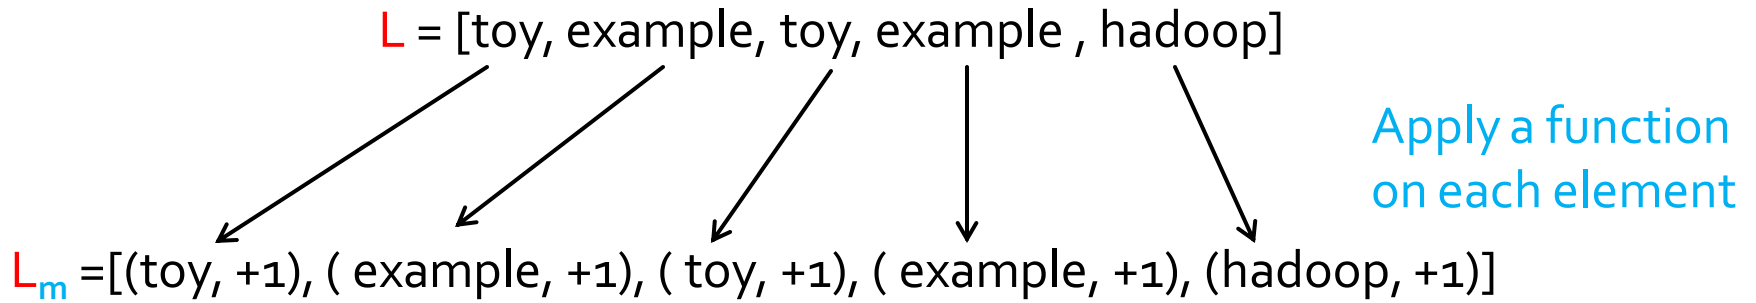 L = [toy, example, toy, example , hadoop]
Apply a function
on each element
Lm =[(toy, +1), ( example, +1), ( toy, +1), ( example, +1), (hadoop, +1)]